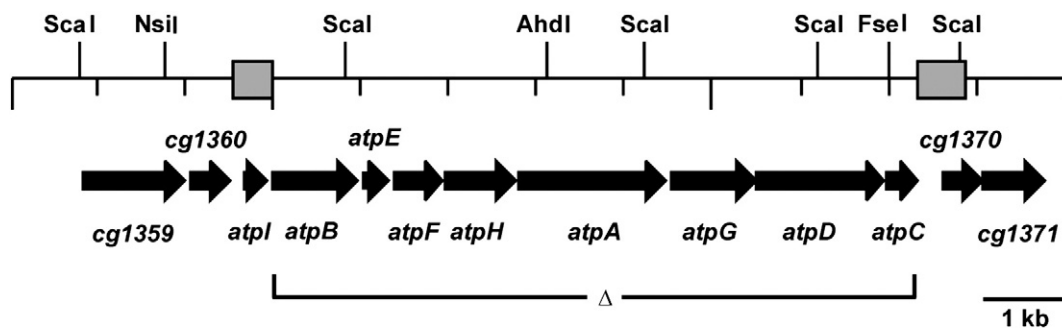 ScaI NsiI ScaI AhdI ScaI ScaI FseI ScaI
cg1360 atpE cg1370
cg1359 atpI atpB atpF atpH atpA atpG atpD atpC cg1371
Δ
1 kb